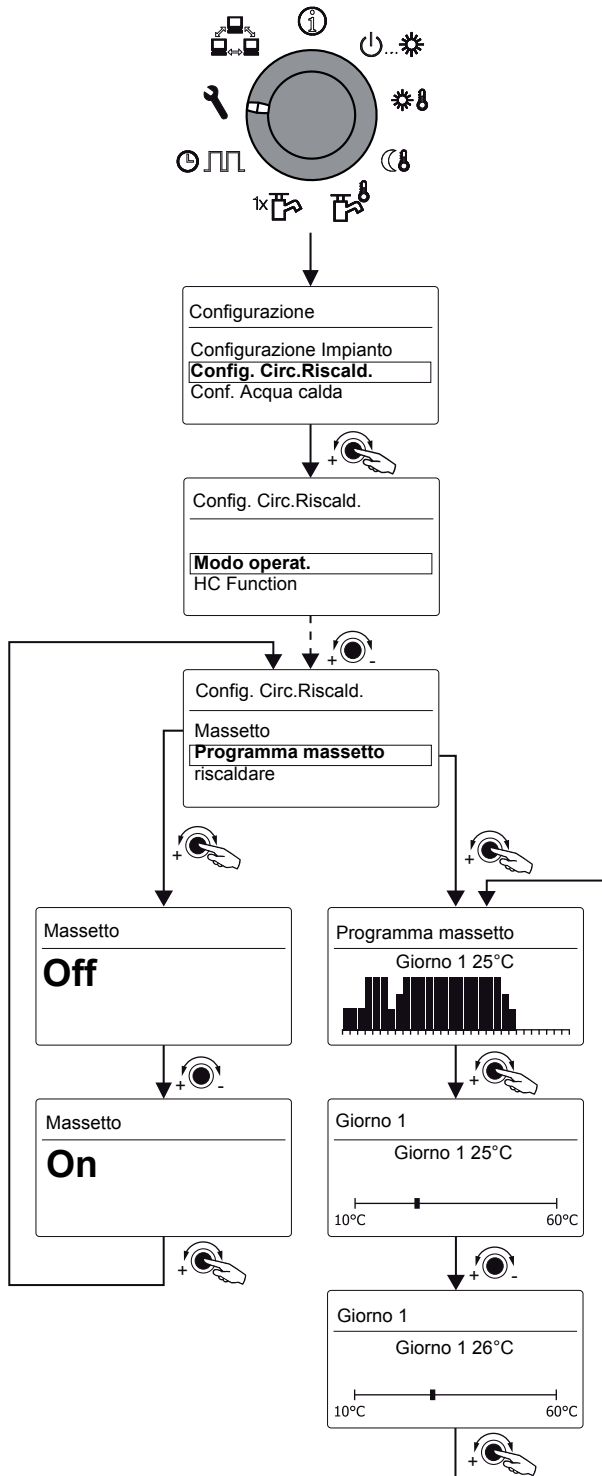 i
...
1x
Configurazione
Configurazione Impianto
Config. Circ.Riscald.
Conf. Acqua calda
+
Config. Circ.Riscald.
Modo operat.
HC Function
+ -
Config. Circ.Riscald.
Massetto
Programma massetto
riscaldare
+
+
Massetto
Off
Programma massetto
Giorno 1 25°C
+ -
+
Massetto
On
Giorno 1
Giorno 1 25°C
10°C 60°C
+
+ -
Giorno 1
Giorno 1 26°C
10°C 60°C
+